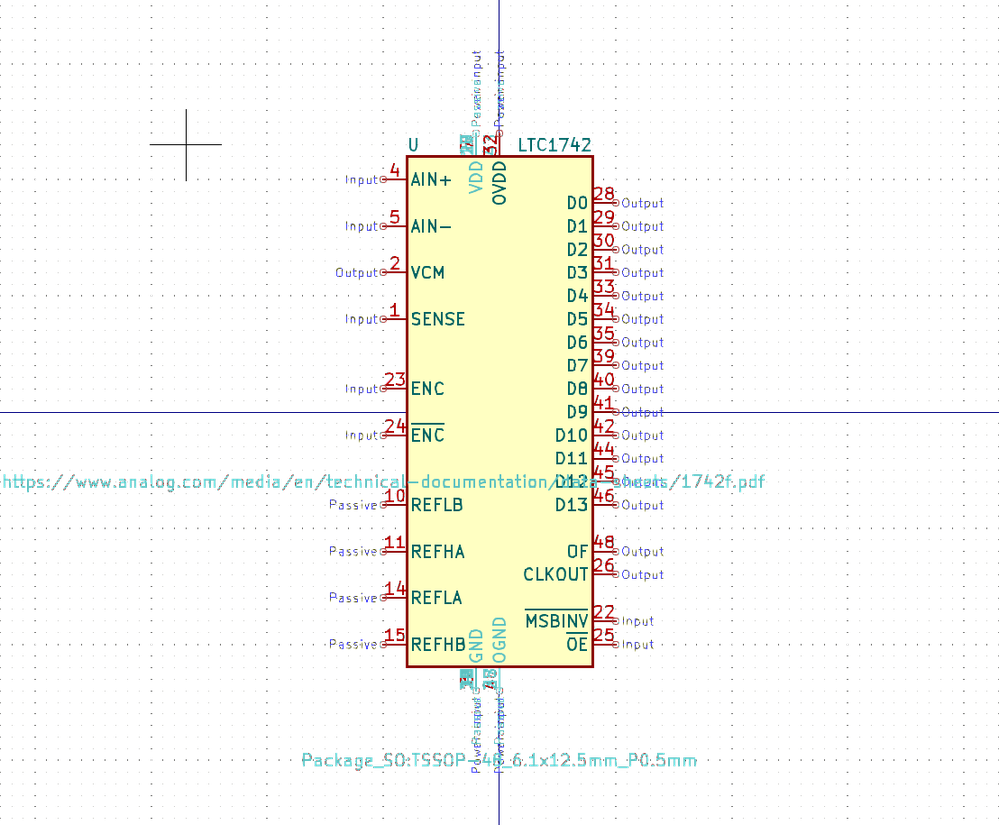 Power input
Power input
32
U
LTC1742
VDD
OVDD
Input 4 AIN+
28 D0 Output
Input 5 AIN-
29 D1 Output
30 D2 Output
Output 2 VCM
31 D3 Output
33 D4 Output
Input 1 SENSE
34 D5 Output
35 D6 Output
39 D7 Output
Input 23 ENC
40 D8 Output
41 D9 Output
Input 24 ENC
42 D10 Output
44 D11 Output
https://www.analog.com/media/en/technical-documentation/data-sheets/1742f.pdf
45 D12 Output
Passive 10 REFLB
46 D13 Output
Passive 11 REFHA
48 OF Output
26 CLKOUT Output
Passive 14 REFLA
22 MSBINV Input
Passive 15 REFHB
25 OE Input
GND
OGND
Power input
Power input
Package_SO:TSSOP-48_6.1x12.5mm_P0.5mm